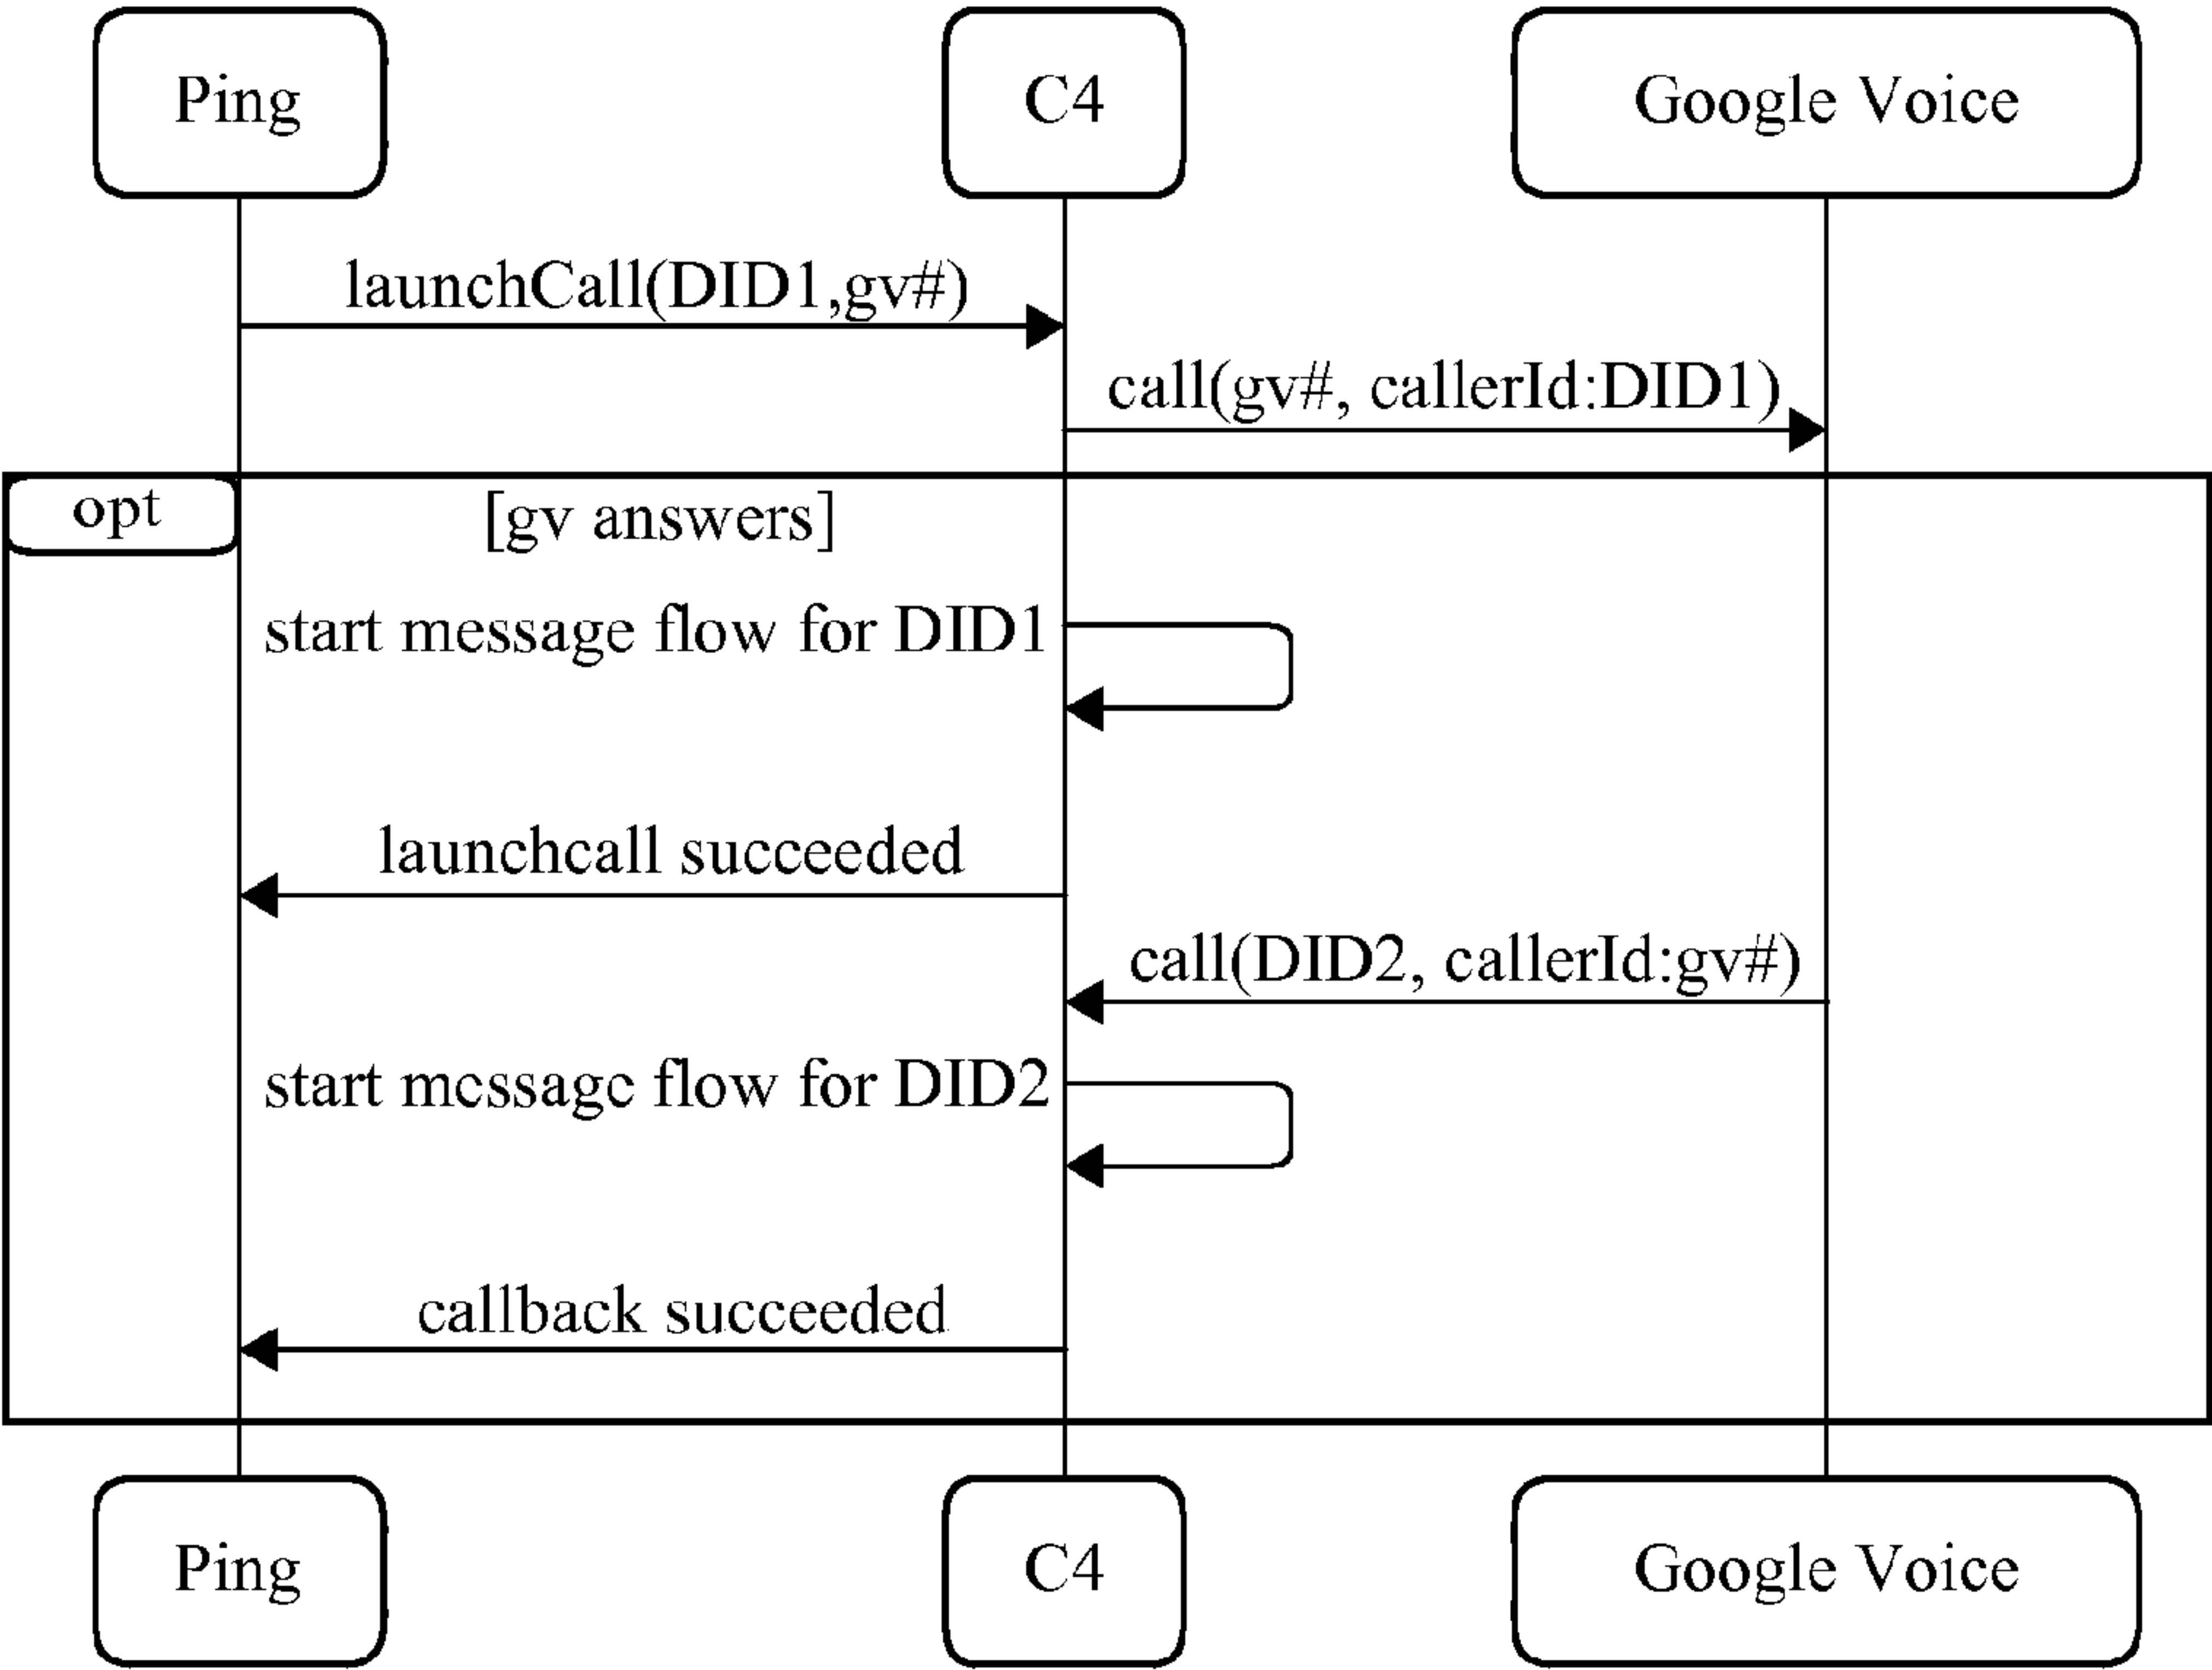 Ping
C4
Google Voice
launchCall(DID1,gv#)
call(gv#, callerId:DID1)
opt
[gv answers]
start message flow for DID1
launchcall succeeded
call(DID2, callerId:gv#)
start message flow for DID2
callback succeeded
Ping
C4
Google Voice